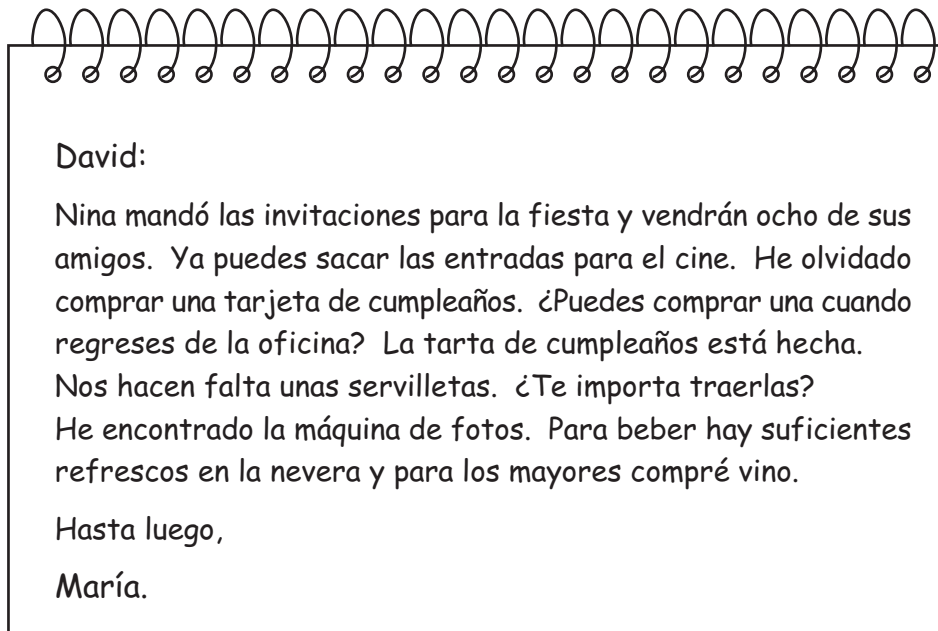 David:
Nina mandó las invitaciones para la fiesta y vendrán ocho de sus
amigos. Ya puedes sacar las entradas para el cine. He olvidado
comprar una tarjeta de cumpleaños. ¿Puedes comprar una cuando
regreses de la oficina? La tarta de cumpleaños está hecha.
Nos hacen falta unas servilletas. ¿Te importa traerlas?
He encontrado la máquina de fotos. Para beber hay suficientes
refrescos en la nevera y para los mayores compré vino.
Hasta luego,
María.